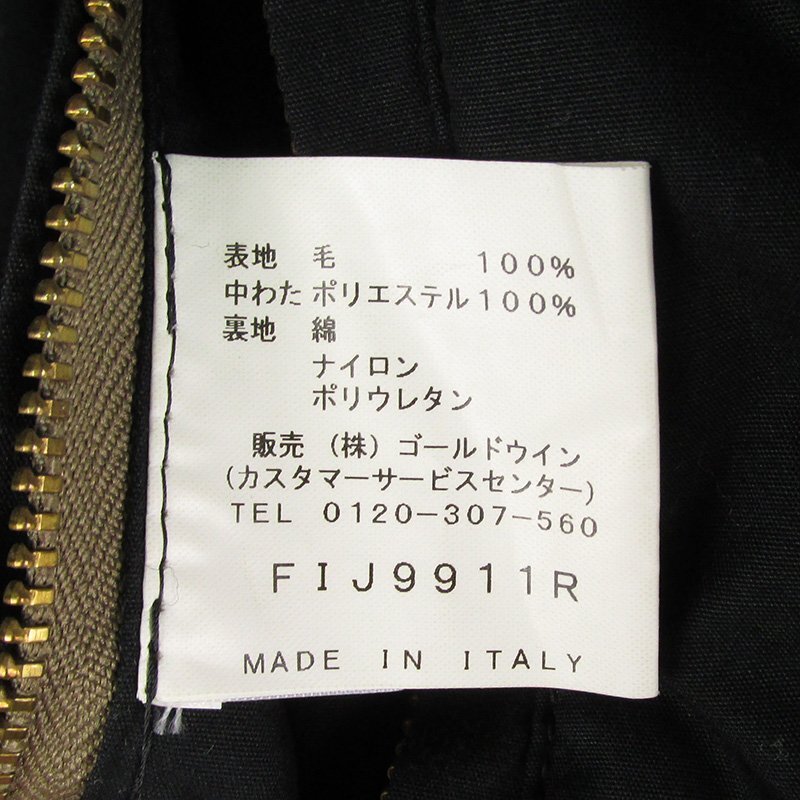 表地 毛 100%
中わた ポリエステル100%
裏地 綿
ナイロン
ポリウレタン
販売 (株) ゴールドウイン
(カスタマーサービスセンター)
TEL 0120-307-560
FIJ9911R
MADE IN ITALY